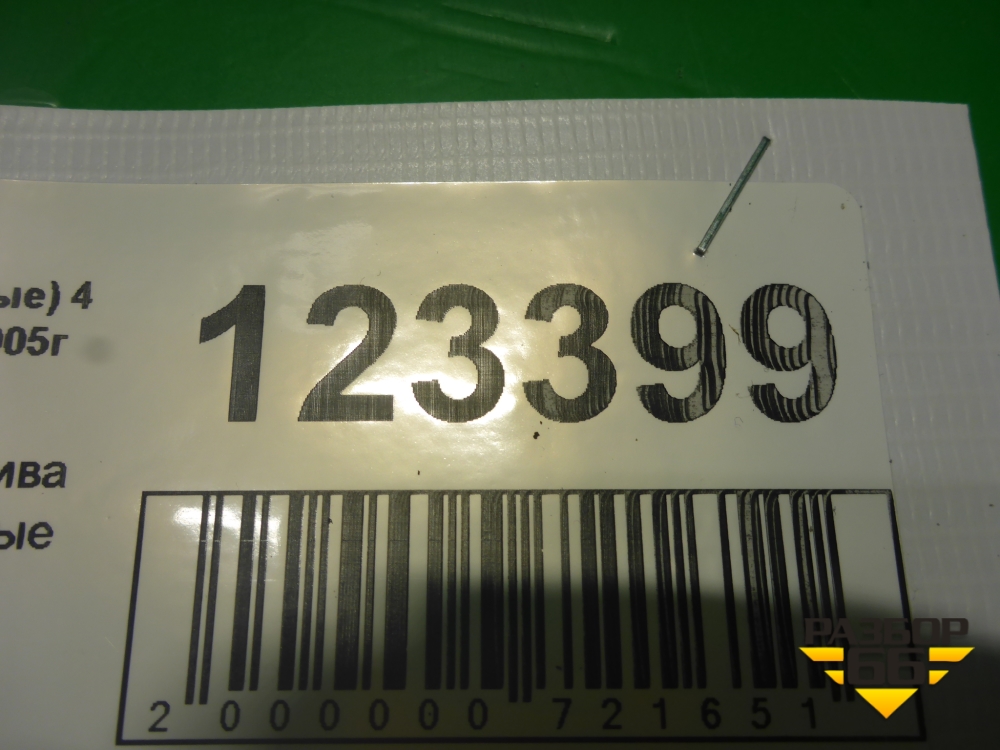 ые) 4
005г
123399
ива
ые
2 000000 721651
РАЗБОР
66